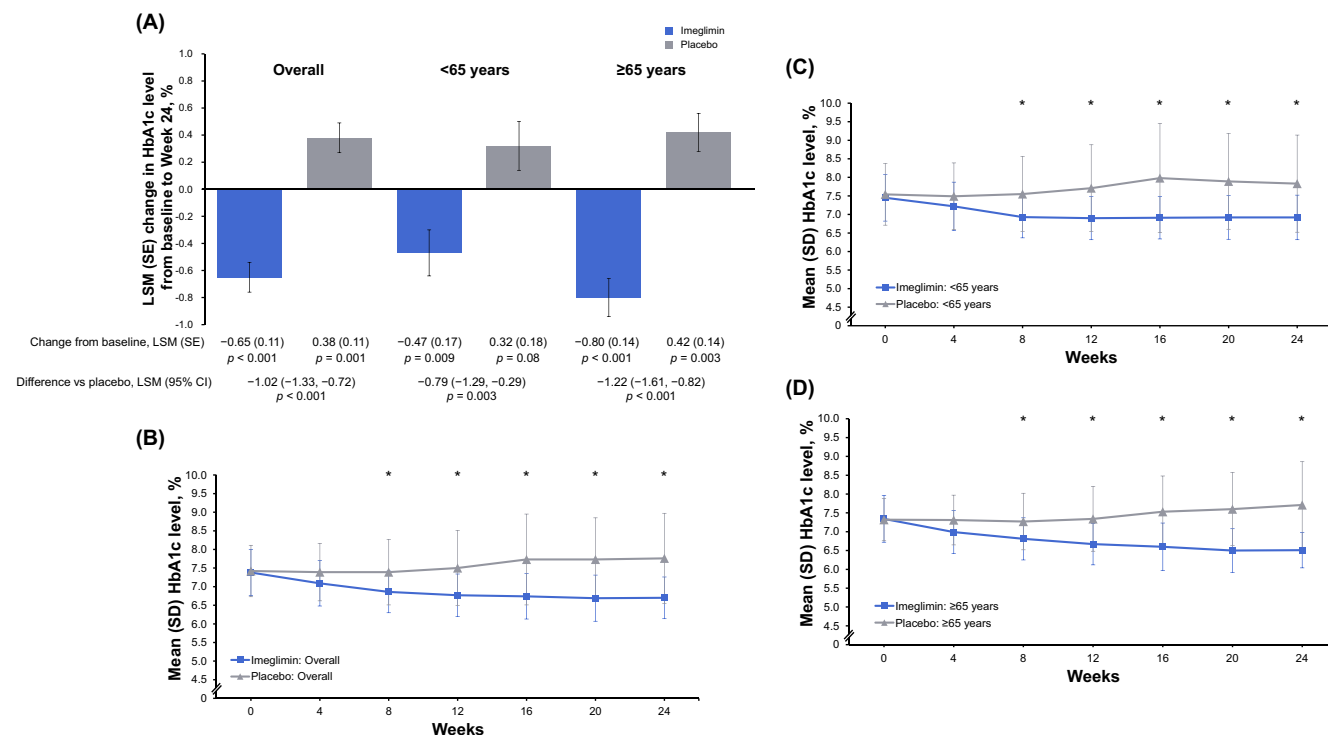 (A)
Imeglimin
Placebo
LSM (SE) change in HbA1c level
from baseline to Week 24, %
1.0
0.8
0.6
0.4
0.2
0.0
-0.2
-0.4
-0.6
-0.8
-1.0
Overall <65 years ≥65 years
Change from baseline, LSM (SE) −0.65 (0.11) 0.38 (0.11) −0.47 (0.17) 0.32 (0.18) −0.80 (0.14) 0.42 (0.14)
p < 0.001 p = 0.001 p = 0.009 p = 0.08 p < 0.001 p = 0.003
Difference vs placebo, LSM (95% CI) −1.02 (−1.33, −0.72) −0.79 (−1.29, −0.29) −1.22 (−1.61, −0.82)
p < 0.001 p = 0.003 p < 0.001
(B)
Mean (SD) HbA1c level, %
10.0
9.5
9.0
8.5
8.0
7.5
7.0
6.5
6.0
5.5
5.0
4.5
0
* * * * *
Imeglimin: Overall
Placebo: Overall
0 4 8 12 16 20 24
Weeks
(C)
Mean (SD) HbA1c level, %
10.0
9.5
9.0
8.5
8.0
7.5
7.0
6.5
6.0
5.5
5.0
4.5
0
* * * * *
Imeglimin: <65 years
Placebo: <65 years
0 4 8 12 16 20 24
Weeks
(D)
Mean (SD) HbA1c level, %
10.0
9.5
9.0
8.5
8.0
7.5
7.0
6.5
6.0
5.5
5.0
4.5
0
* * * * *
Imeglimin: ≥65 years
Placebo: ≥65 years
0 4 8 12 16 20 24
Weeks